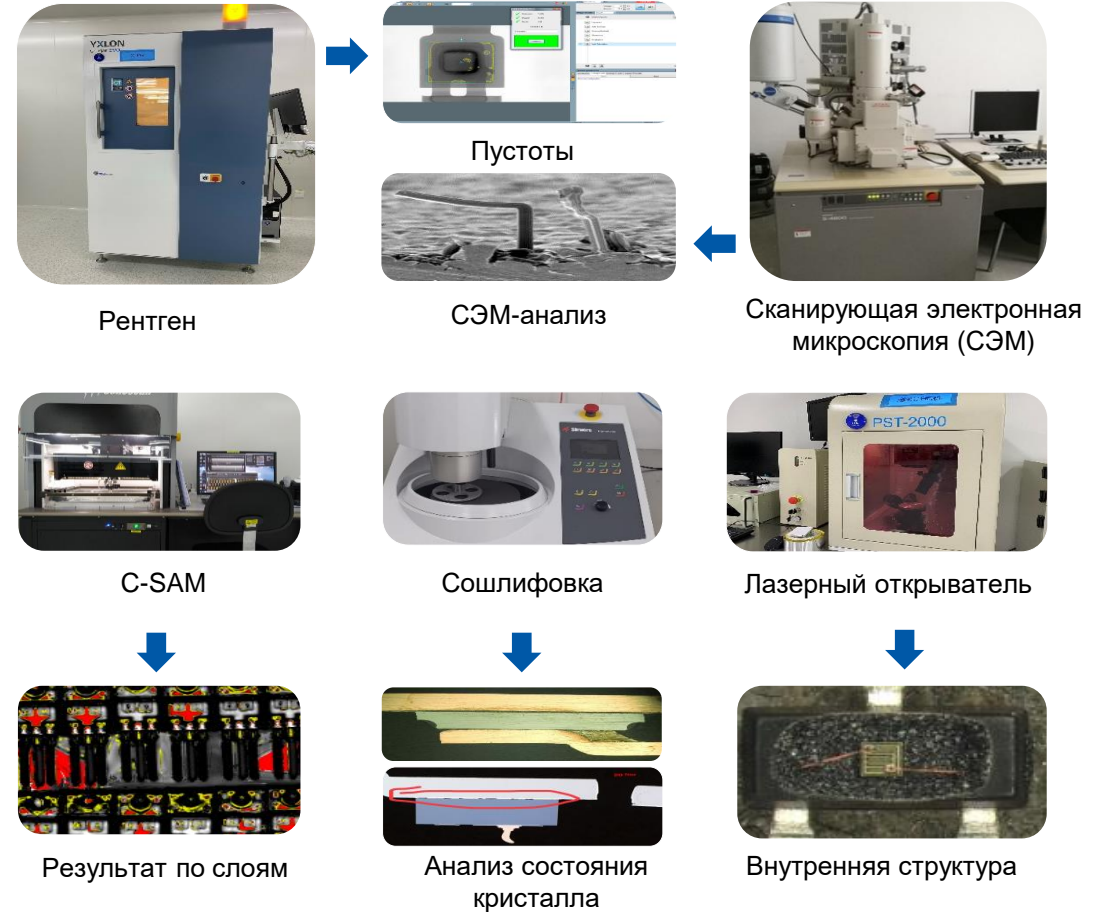 YXLON
Пустоты
Рентген
СЭМ-анализ
Сканирующая электронная
микроскопия (СЭМ)
PST-2000
C-SAM
Сошлифовка
Лазерный открыватель
Результат по слоям
Анализ состояния
кристалла
Внутренняя структура